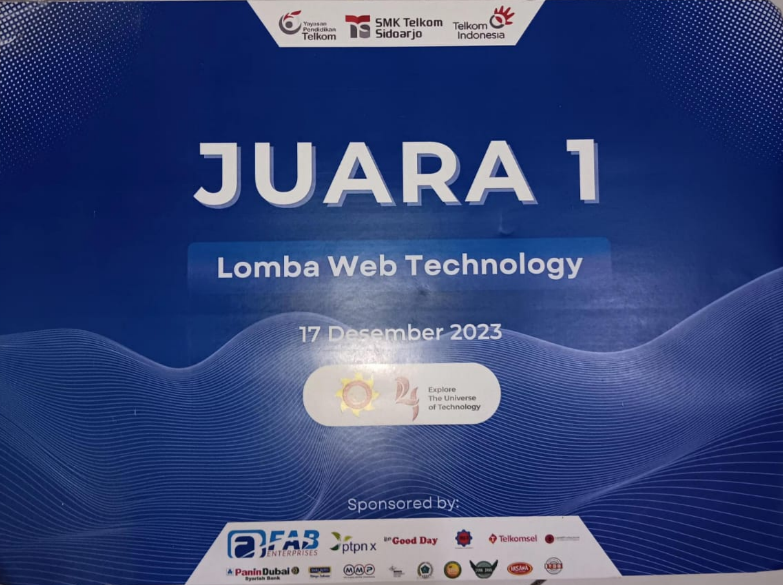 Yayasan
Pendidikan
Telkom
SMK Telkom
Sidoarjo
Telkom
Indonesia
JUARA 1
Lomba Web Technology
17 Desember 2023
Explore
The Universe
of Technology
Sponsored by:
FAB
ENTERPRISES
ptpn x
Good Day
Telkomsel
PaninDubai
Syariah Bank
MMP